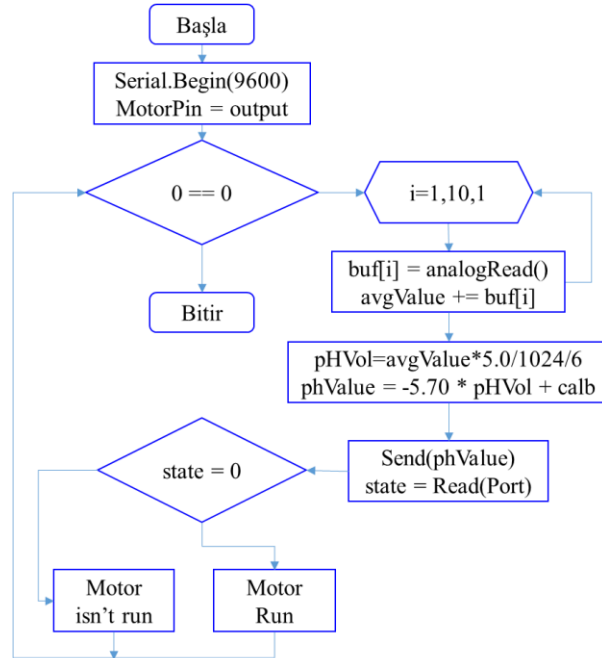 Başla
Serial.Begin(9600)
MotorPin = output
0 == 0
i=1,10,1
buf[i] = analogRead()
avgValue += buf[i]
Bitir
pHVol=avgValue*5.0/1024/6
phValue = -5.70 * pHVol + calb
Send(phValue)
state = Read(Port)
state = 0
Motor
isn’t run
Motor
Run